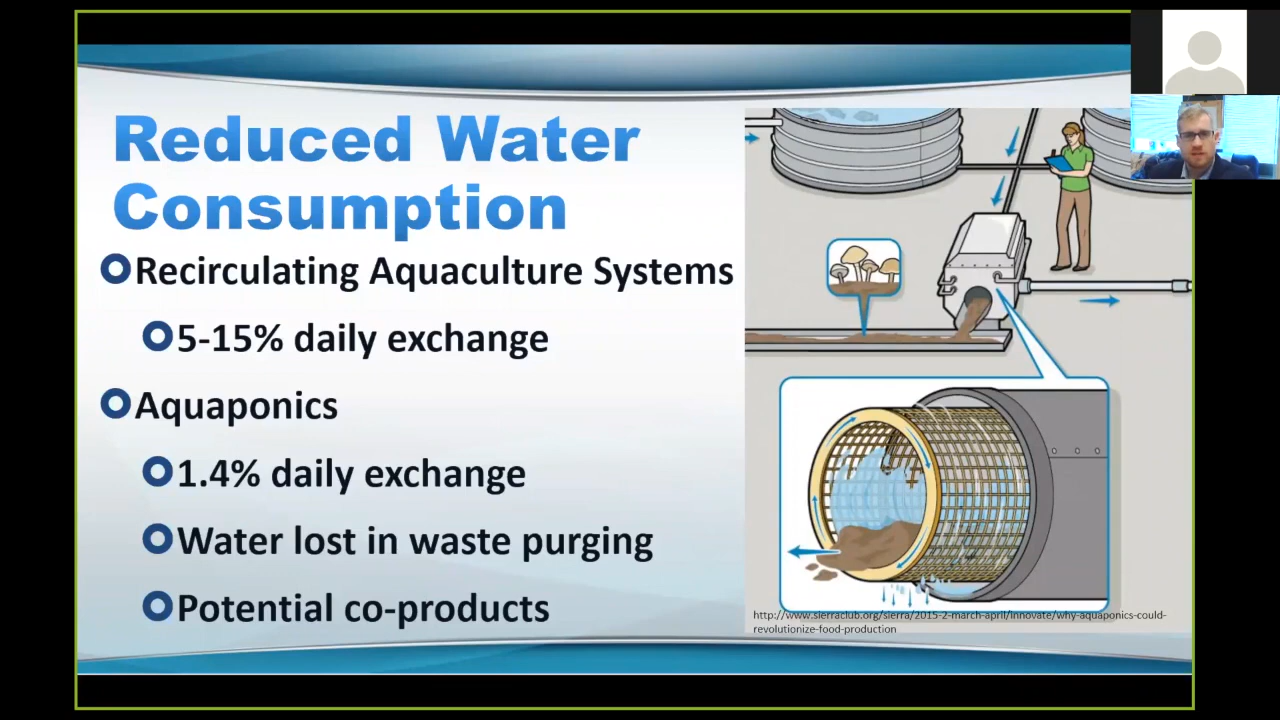 Reduced Water
Consumption
Recirculating Aquaculture Systems
5-15% daily exchange
Aquaponics
1.4% daily exchange
Water lost in waste purging
Potential co-products
http://www.sierraclub.org/sierra/2015-2-march-april/innovate/why-aquaponics-could-
revolutionize-food-production